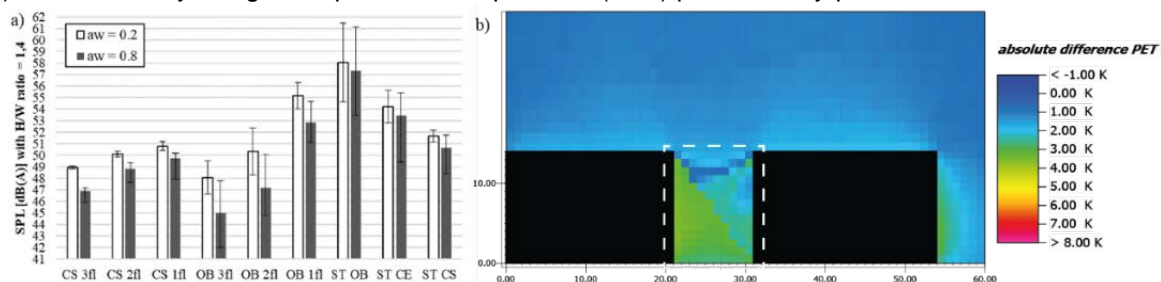 a)
62
61
60
59
58
57
56
55
54
53
52
51
50
49
48
47
46
45
44
43
42
41
SPL [dB(A)] with H/W ratio = 1,4
aw = 0.2
aw = 0.8
CS 3fl CS 2fl CS 1fl OB 3fl OB 2fl OB 1fl ST OB ST CE ST CS
b)
10.00
0.00
0.00 10.00 20.00 30.00 40.00 50.00 60.00
absolute difference PET
< -1.00 K
0.00 K
1.00 K
2.00 K
3.00 K
4.00 K
5.00 K
6.00 K
7.00 K
> 8.00 K